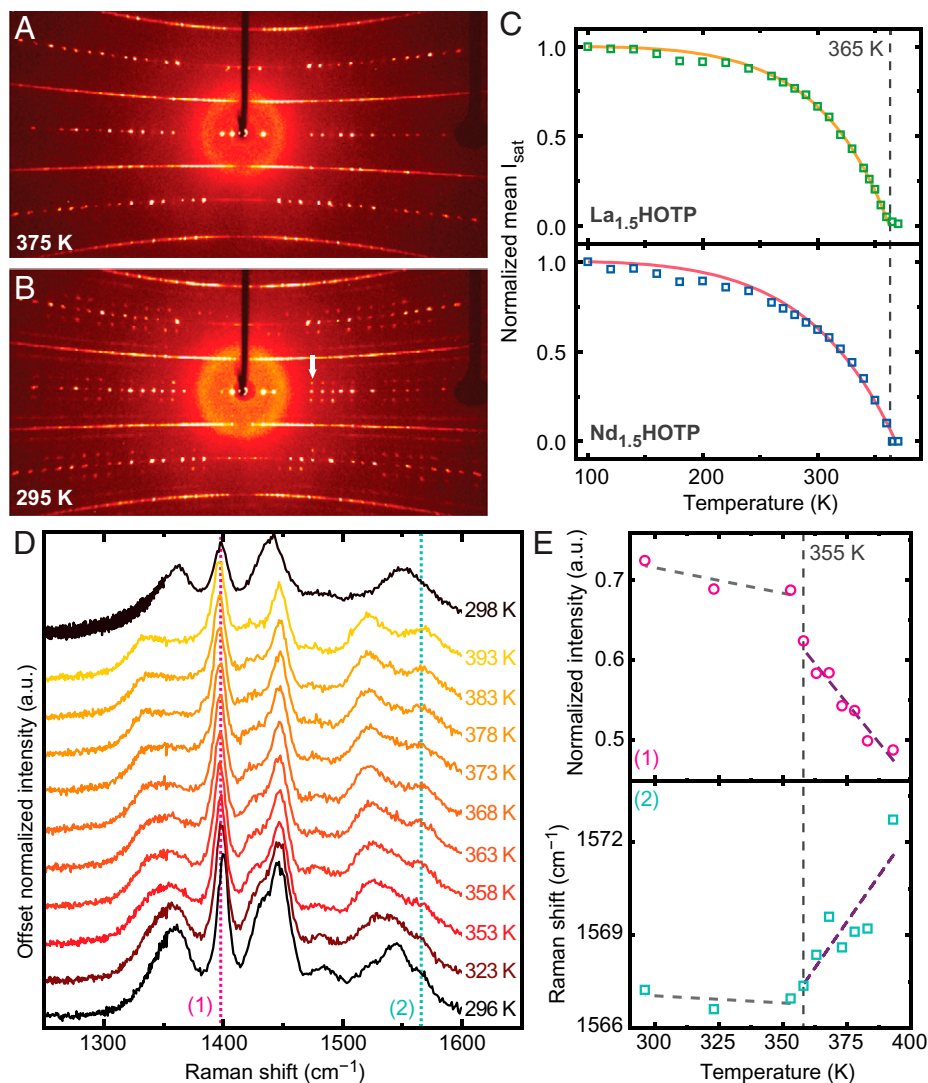 A
375 K
B
295 K
C
365 K
1.0
0.5
0.0
La1.5HOTP
1.0
0.5
0.0
Nd1.5HOTP
Normalized mean Isat
100
200
300
Temperature (K)
D
298 K
393 K
383 K
378 K
373 K
368 K
363 K
358 K
353 K
323 K
296 K
(1)
(2)
Offset normalized intensity (a.u.)
1300
1400
1500
1600
Raman shift (cm⁻¹)
E
355 K
0.7
0.6
0.5
Normalized intensity (a.u.)
(1)
(2)
1572
1569
1566
Raman shift (cm⁻¹)
300
325
350
375
400
Temperature (K)